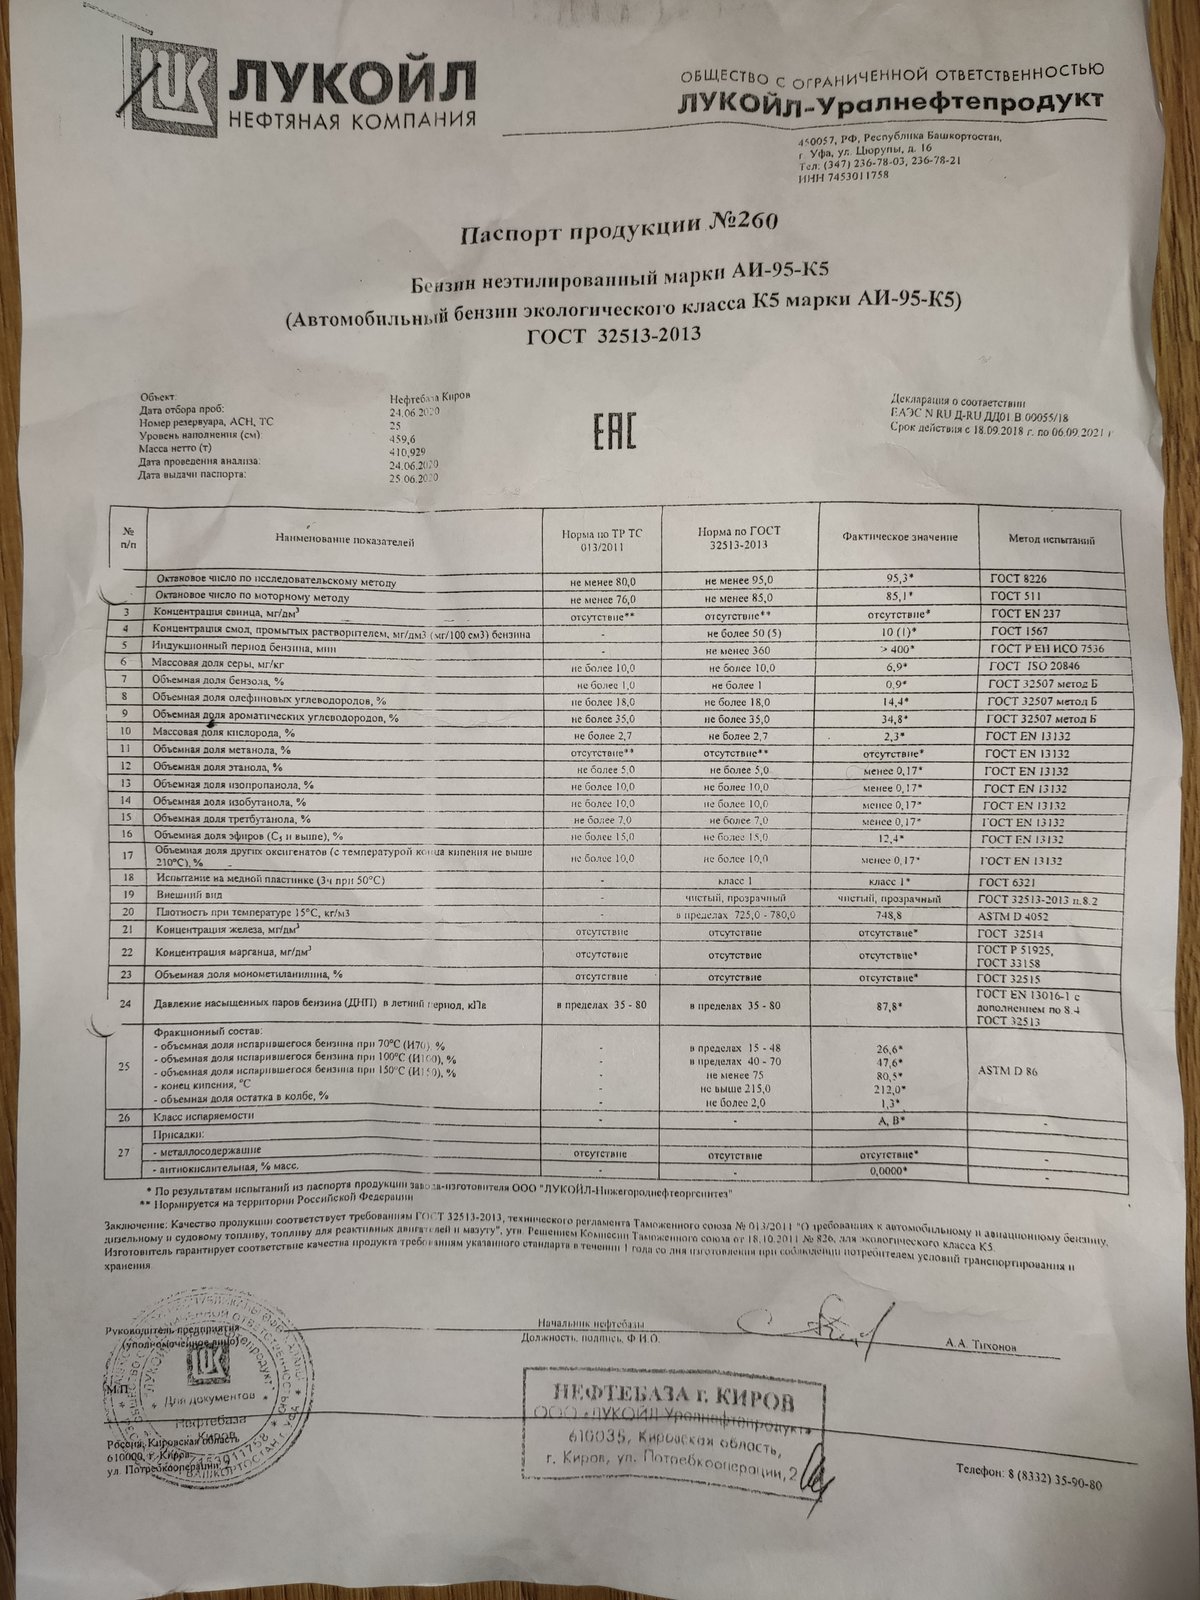 ЛУКОЙЛ
НЕФТЯНАЯ КОМПАНИЯ
ОБЩЕСТВО С ОГРАНИЧЕННОЙ ОТВЕТСТВЕННОСТЬЮ
ЛУКОЙЛ-Уралнефтепродукт
450057, РФ, Республика Башкортостан,
г. Уфа, ул. Цюрупы, д. 16
Тел: (347) 236-78-03, 236-78-21
ИНН 7453011758
Паспорт продукции №260
Бензин неэтилированный марки АИ-95-К5
(Автомобильный бензин экологического класса К5 марки АИ-95-К5)
ГОСТ 32513-2013
Объект: Нефтебаза Киров
Дата отбора проб: 24.06.2020
Номер резервуара, АСН, ТС 25
Уровень наполнения (см): 459,6
Масса нетто (т) 410,929
Дата проведения анализа: 24.06.2020
Дата выдачи паспорта: 25.06.2020
ЕАС
Декларация о соответствии
ЕАЭС N RU Д-RU.ДД01.В.00055/18
Срок действия с 18.09.2018 г. по 06.09.2021 г
№ п/п Наименование показателей Норма по ТР ТС 013/2011 Норма по ГОСТ 32513-2013 Фактическое значение Метод испытаний
Октановое число по исследовательскому методу не менее 80,0 не менее 95,0 95,3* ГОСТ 8226
Октановое число по моторному методу не менее 76,0 не менее 85,0 85,1* ГОСТ 511
3 Концентрация свинца, мг/дм³ отсутствие** отсутствие** отсутствие* ГОСТ EN 237
4 Концентрация смол, промытых растворителем, мг/дм3 (мг/100 см3) бензина - не более 50 (5) 10 (1)* ГОСТ 1567
5 Индукционный период бензина, мин - не менее 360 > 400* ГОСТ Р ЕН ИСО 7536
6 Массовая доля серы, мг/кг не более 10,0 не более 10,0 6,9* ГОСТ ISO 20846
7 Объемная доля бензола, % не более 1,0 не более 1 0,9* ГОСТ 32507 метод Б
8 Объемная доля олефиновых углеводородов, % не более 18,0 не более 18,0 14,4* ГОСТ 32507 метод Б
9 Объемная доля ароматических углеводородов, % не более 35,0 не более 35,0 34,8* ГОСТ 32507 метод Б
10 Массовая доля кислорода, % не более 2,7 не более 2,7 2,3* ГОСТ EN 13132
11 Объемная доля метанола, % отсутствие** отсутствие** отсутствие* ГОСТ EN 13132
12 Объемная доля этанола, % не более 5,0 не более 5,0 менее 0,17* ГОСТ EN 13132
13 Объемная доля изопропанола, % не более 10,0 не более 10,0 менее 0,17* ГОСТ EN 13132
14 Объемная доля изобутанола, % не более 10,0 не более 10,0 менее 0,17* ГОСТ EN 13132
15 Объемная доля третбутанола, % не более 7,0 не более 7,0 менее 0,17* ГОСТ EN 13132
16 Объемная доля эфиров (С₅ и выше), % не более 15,0 не более 15,0 12,4* ГОСТ EN 13132
17 Объемная доля других оксигенатов (с температурой конца кипения не выше 210°С), % не более 10,0 не более 10,0 менее 0,17* ГОСТ EN 13132
18 Испытание на медной пластинке (3ч при 50°С) - класс 1 класс 1* ГОСТ 6321
19 Внешний вид - чистый, прозрачный чистый, прозрачный ГОСТ 32513-2013 п.8.2
20 Плотность при температуре 15°С, кг/м3 - в пределах 725,0 - 780,0 748,8 ASTM D 4052
21 Концентрация железа, мг/дм³ отсутствие отсутствие отсутствие* ГОСТ 32514
22 Концентрация марганца, мг/дм³ отсутствие отсутствие отсутствие* ГОСТ Р 51925, ГОСТ 33158
23 Объемная доля монометиланилина, % отсутствие отсутствие отсутствие* ГОСТ 32515
24 Давление насыщенных паров бензина (ДНП) в летний период, кПа в пределах 35 - 80 в пределах 35 - 80 87,8* ГОСТ EN 13016-1 с дополнением по 8.4 ГОСТ 32513
25 Фракционный состав: ASTM D 86
- объемная доля испарившегося бензина при 70°С (И70), % - в пределах 15 - 48 26,6*
- объемная доля испарившегося бензина при 100°С (И100), % - в пределах 40 - 70 47,6*
- объемная доля испарившегося бензина при 150°С (И150), % - не менее 75 80,5*
- конец кипения, °С - не выше 215,0 212,0*
- объемная доля остатка в колбе, % - не более 2,0 1,3*
26 Класс испаряемости - - А, В* -
27 Присадки:
- металлосодержащие отсутствие отсутствие отсутствие* -
- антиокислительная, % масс. - - 0,0000* -
* По результатам испытаний из паспорта продукции завода-изготовителя ООО "ЛУКОЙЛ-Нижегороднефтеоргсинтез"
** Нормируется на территории Российской Федерации
Заключение: Качество продукции соответствует требованиям ГОСТ 32513-2013, технического регламента Таможенного союза № 013/2011 "О требованиях к автомобильному и авиационному бензину,
дизельному и судовому топливу, топливу для реактивных двигателей и мазуту", утв. Решением Комиссии Таможенного союза от 18.10.2011 № 826, для экологического класса К5.
Изготовитель гарантирует соответствие качества продукта требованиям указанного стандарта в течении 1 года со дня изготовления при соблюдении потребителем условий транспортирования и
хранения.
Руководитель предприятия
(уполномоченное лицо)
Начальник нефтебазы
Должность, подпись, Ф.И.О.
А.А. Тихонов
М.П.
Для документов
Нефтебаза
Киров
Россия, Кировская область
610000, г. Киров
ул. Потребкооперации, 2
НЕФТЕБАЗА г. КИРОВ
ООО «ЛУКОЙЛ-Уралнефтепродукт»
610035, Кировская область,
г. Киров, ул. Потребкооперации, 2
Телефон: 8 (8332) 35-90-80